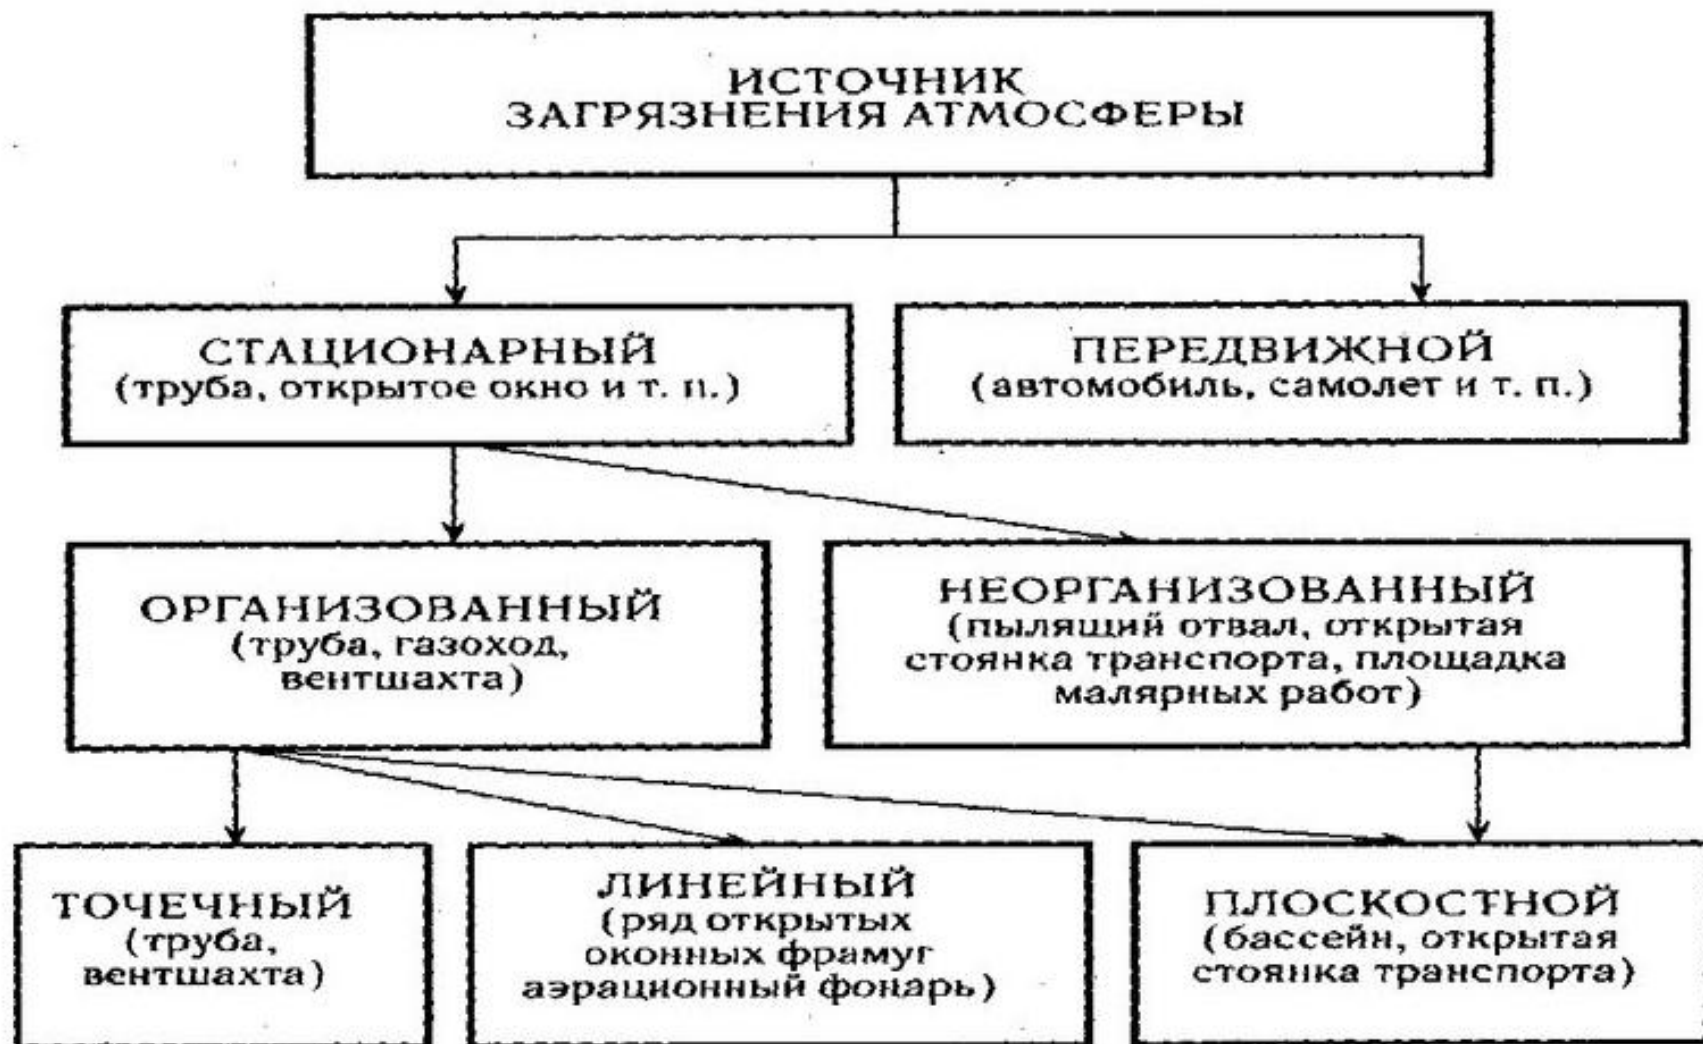 ИСТОЧНИК
ЗАГРЯЗНЕНИЯ АТМОСФЕРЫ
СТАЦИОНАРНЫЙ
(труба, открытое окно и т. п.)
ПЕРЕДВИЖНОЙ
(автомобиль, самолет и т. п.)
ОРГАНИЗОВАННЫЙ
(труба, газоход,
вентшахта)
НЕОРГАНИЗОВАННЫЙ
(пылящий отвал, открытая
стоянка транспорта, площадка
малярных работ)
ТОЧЕЧНЫЙ
(труба,
вентшахта)
ЛИНЕЙНЫЙ
(ряд открытых
оконных фрамуг
аэрационный фонарь)
ПЛОСКОСТНОЙ
(бассейн, открытая
стоянка транспорта)